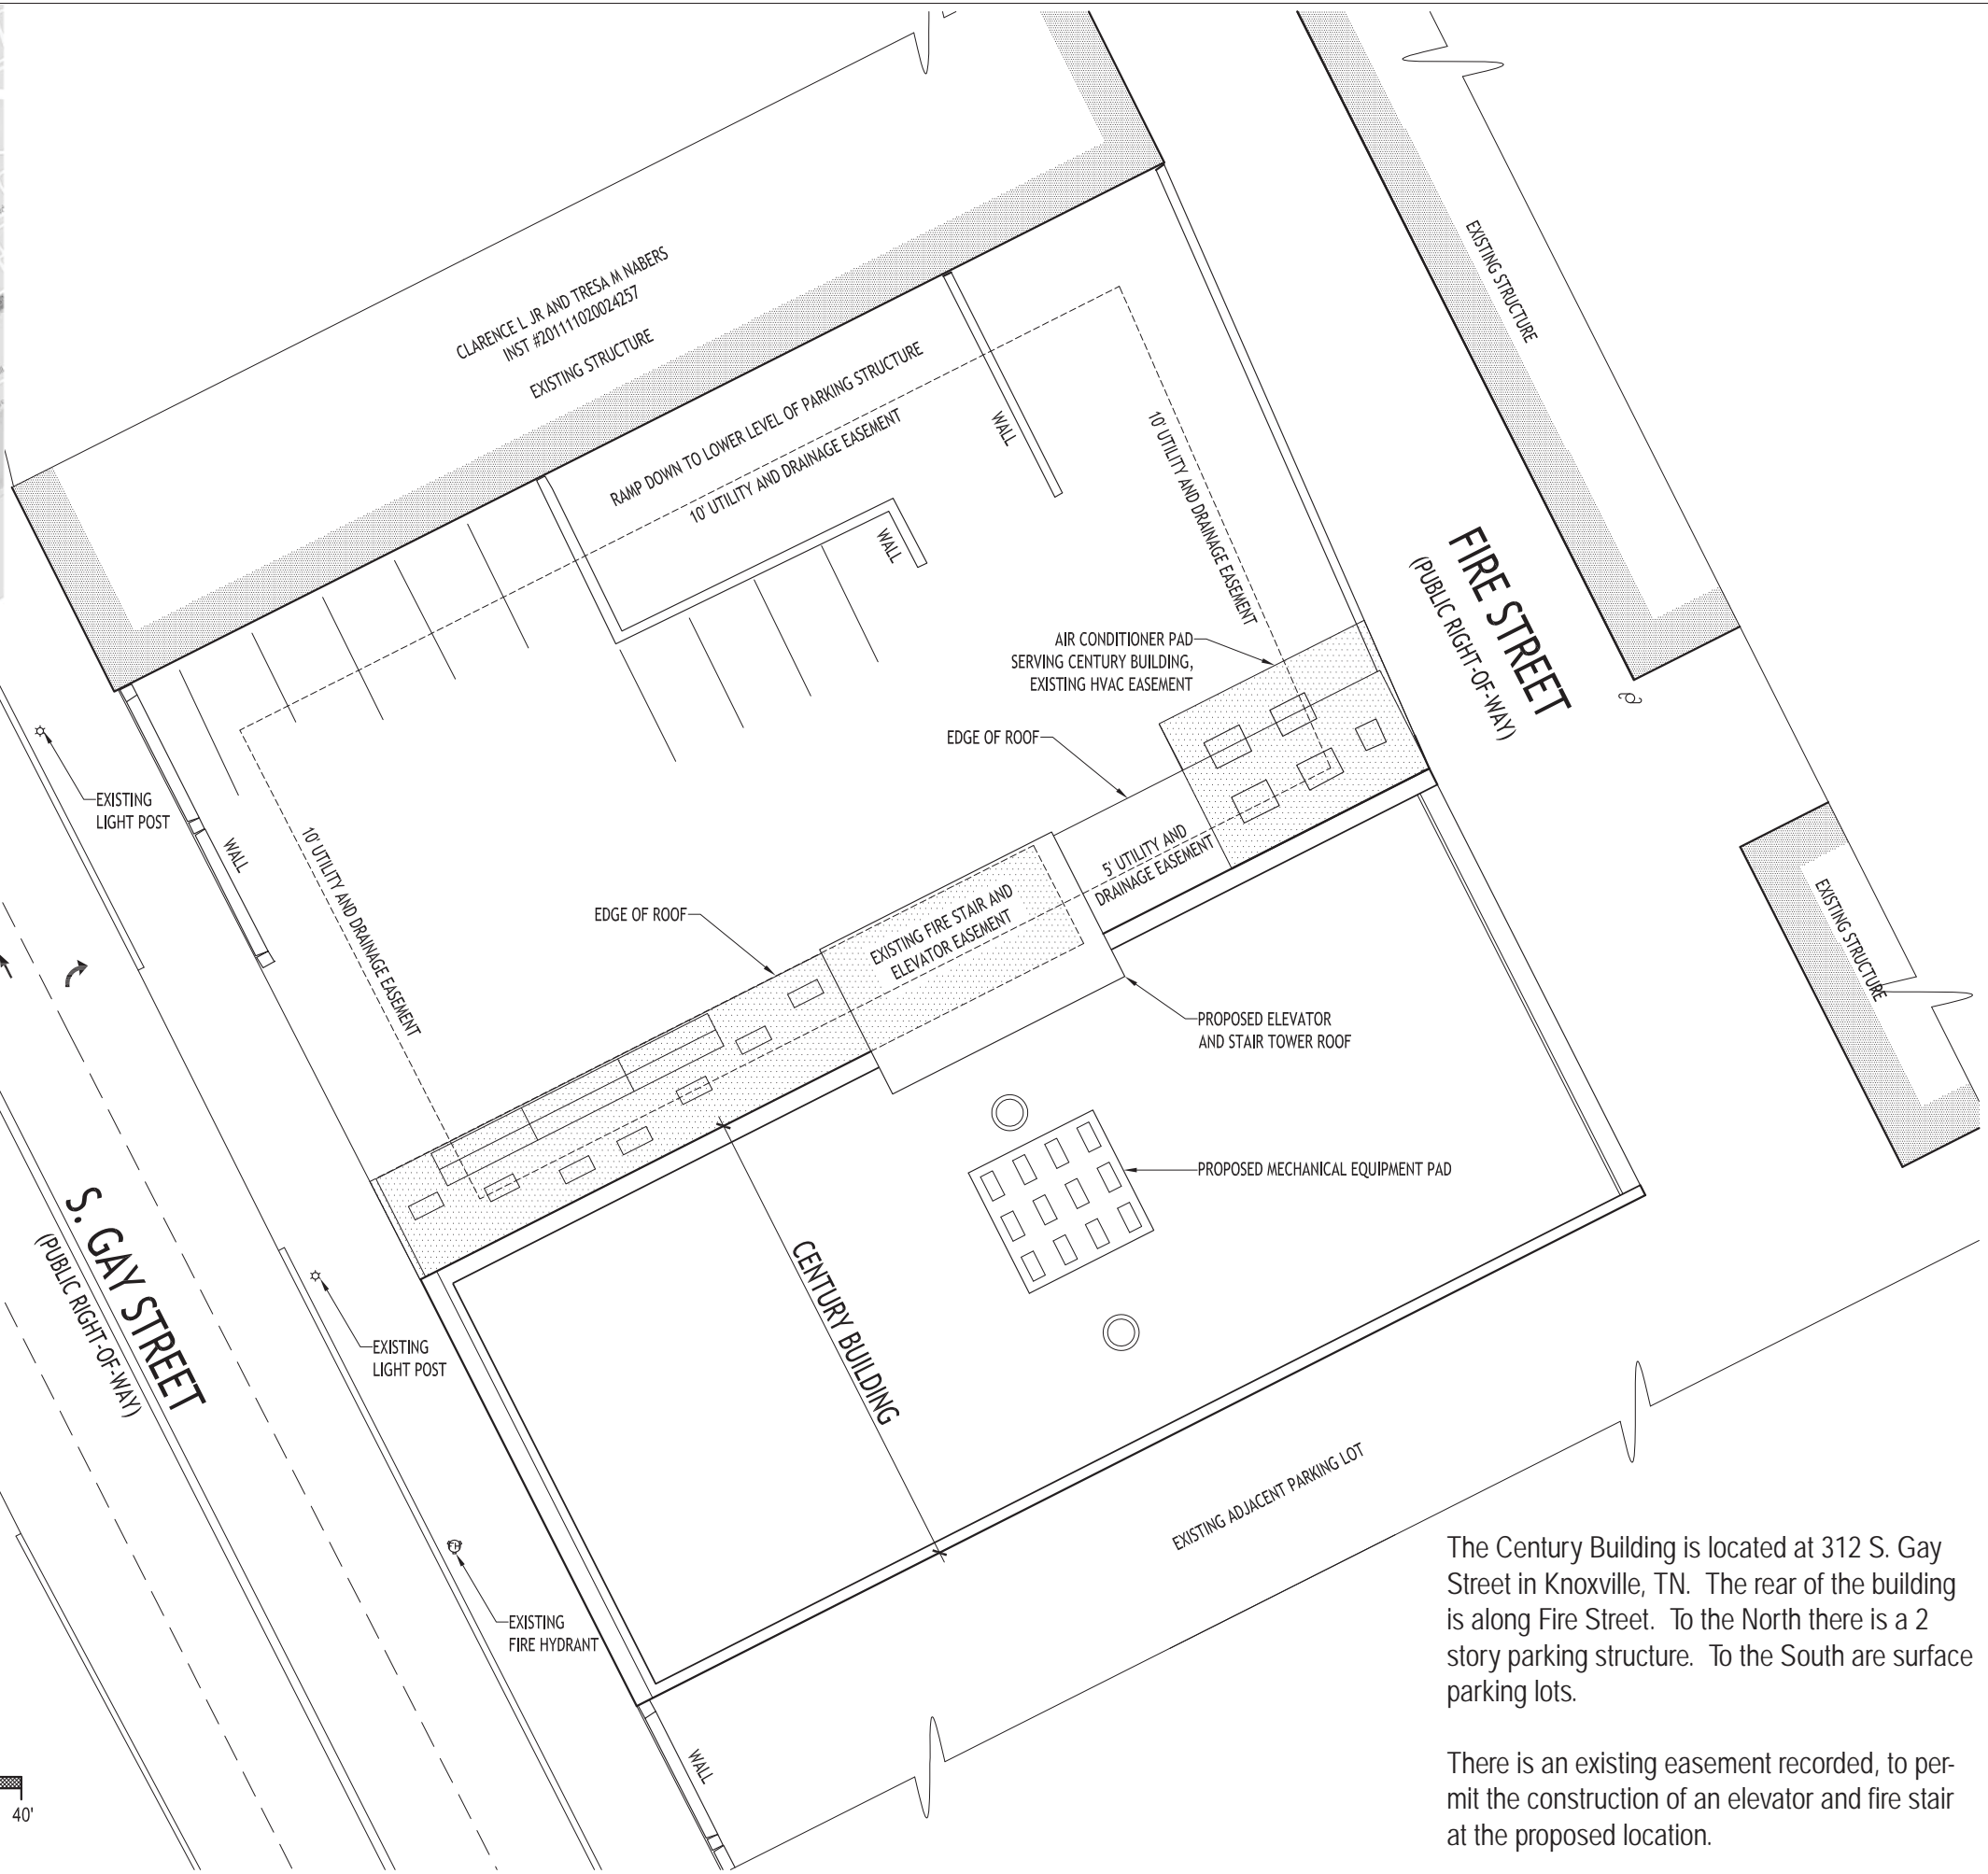 CLARENCE L JR AND TRESA M NABERS
INST #201111020024257
EXISTING STRUCTURE
RAMP DOWN TO LOWER LEVEL OF PARKING STRUCTURE
10' UTILITY AND DRAINAGE EASEMENT
WALL
WALL
10' UTILITY AND DRAINAGE EASEMENT
EXISTING STRUCTURE
FIRE STREET
(PUBLIC RIGHT-OF-WAY)
AIR CONDITIONER PAD
SERVING CENTURY BUILDING,
EXISTING HVAC EASEMENT
EDGE OF ROOF
EXISTING
LIGHT POST
WALL
10' UTILITY AND DRAINAGE EASEMENT
EDGE OF ROOF
EXISTING FIRE STAIR AND
ELEVATOR EASEMENT
5' UTILITY AND
DRAINAGE EASEMENT
EXISTING STRUCTURE
PROPOSED ELEVATOR
AND STAIR TOWER ROOF
PROPOSED MECHANICAL EQUIPMENT PAD
S. GAY STREET
(PUBLIC RIGHT-OF-WAY)
CENTURY BUILDING
EXISTING
LIGHT POST
EXISTING ADJACENT PARKING LOT
FH
EXISTING
FIRE HYDRANT
WALL
40'
The Century Building is located at 312 S. Gay
Street in Knoxville, TN. The rear of the building
is along Fire Street. To the North there is a 2
story parking structure. To the South are surface
parking lots.
There is an existing easement recorded, to per-
mit the construction of an elevator and fire stair
at the proposed location.